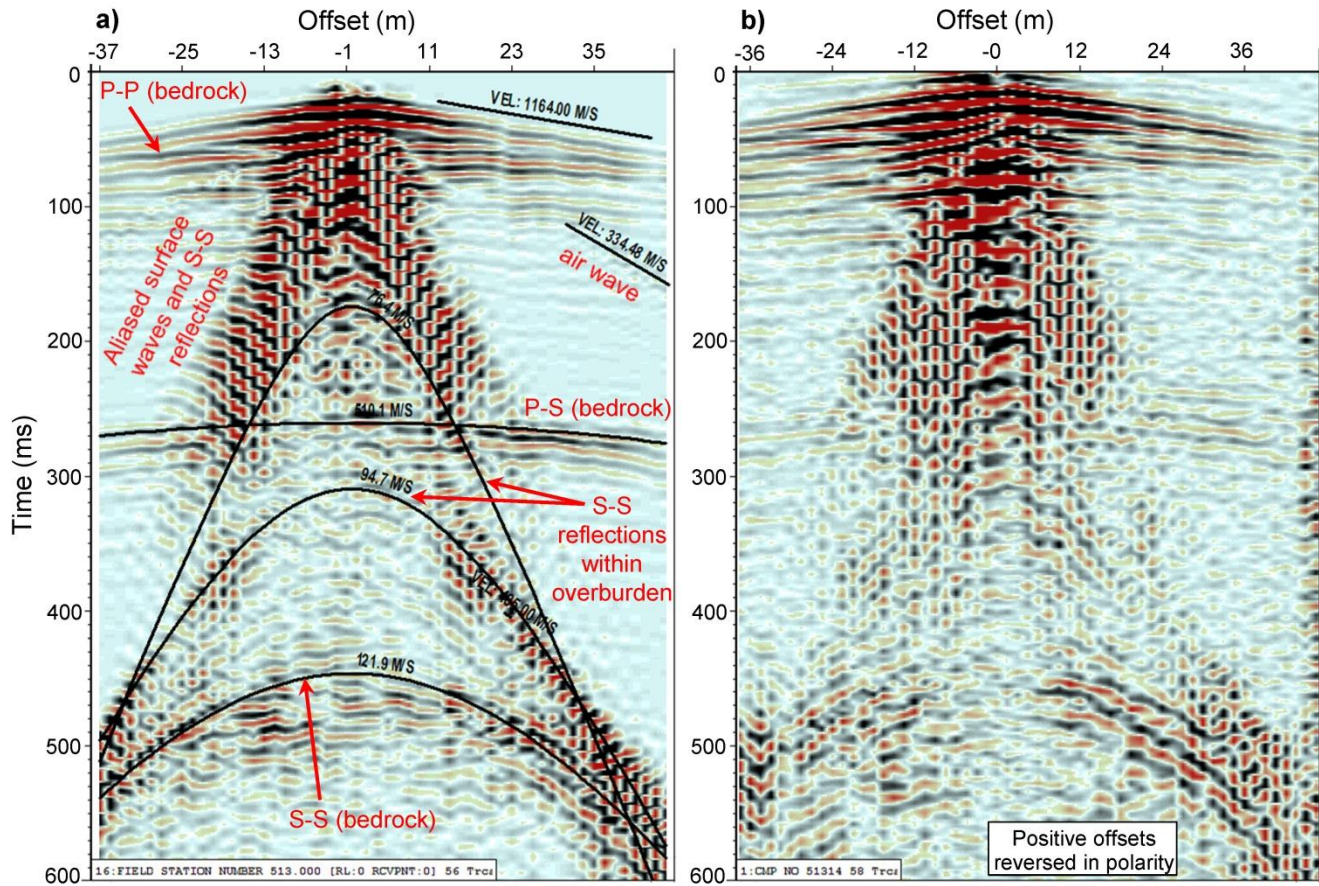 a) Offset (m)
-37 -25 -13 -1 11 23 35
b) Offset (m)
-36 -24 -12 -0 12 24 36
Time (ms)
0
100
200
300
400
500
600
P-P (bedrock)
VEL: 1164.00 M/S
VEL: 334.48 M/S
air wave
Aliased surface
waves and S-S
reflections
76.4 M/S
510.1 M/S
P-S (bedrock)
94.7 M/S
S-S
reflections
within
overburden
121.9 M/S
S-S (bedrock)
16:FIELD STATION NUMBER 513.000 [RL:0 RCVPNT:0] 56 Trcs
0
100
200
300
400
500
600
Positive offsets
reversed in polarity
1:CMP NO 51314 58 Trcs